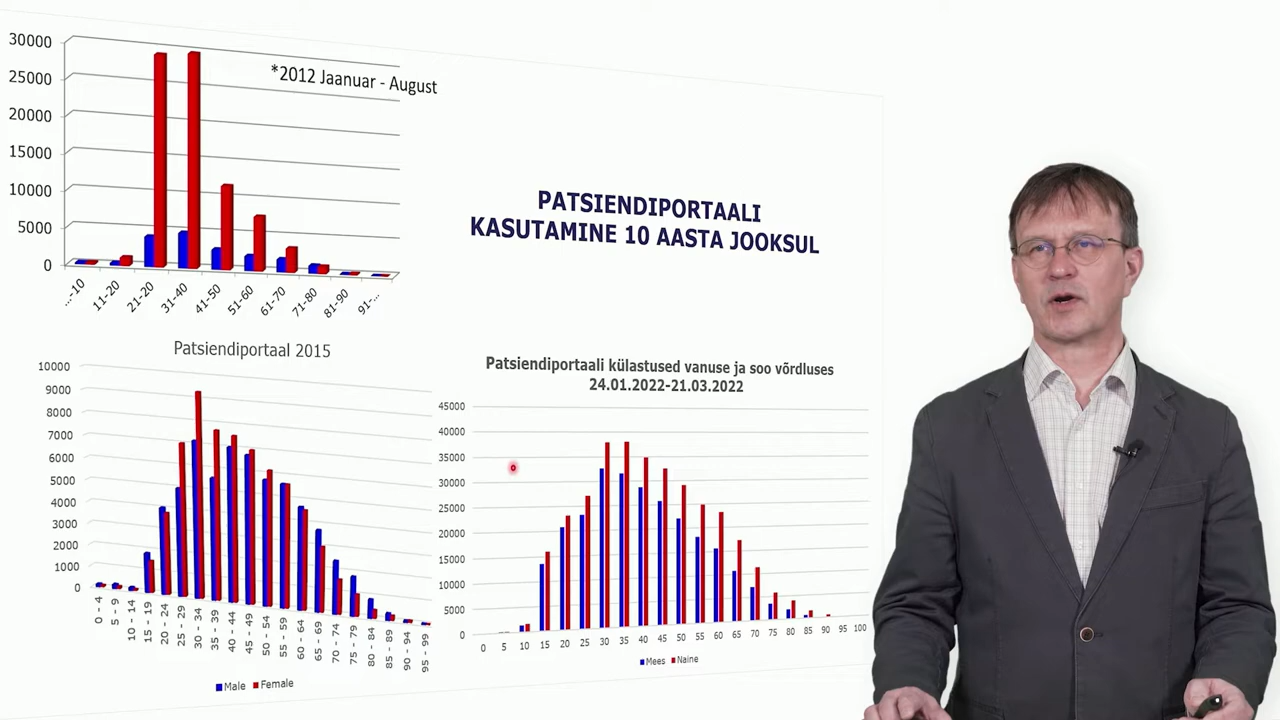 30000
25000
20000
15000
10000
5000
0
*2012 Jaanuar - August
...-10
11-20
21-20
31-40
41-50
51-60
61-70
71-80
81-90
91-...
PATSIENDIPORTAALI
KASUTAMINE 10 AASTA JOOKSUL
Patsiendiportaal 2015
10000
9000
8000
7000
6000
5000
4000
3000
2000
1000
0
0 - 4
5 - 9
10 - 14
15 - 19
20 - 24
25 - 29
30 - 34
35 - 39
40 - 44
45 - 49
50 - 54
55 - 59
60 - 64
65 - 69
70 - 74
75 - 79
80 - 84
85 - 89
90 - 94
95 - 99
Male Female
Patsiendiportaali külastused vanuse ja soo võrdluses
24.01.2022-21.03.2022
45000
40000
35000
30000
25000
20000
15000
10000
5000
0
0 5 10 15 20 25 30 35 40 45 50 55 60 65 70 75 80 85 90 95 100
Mees Naine